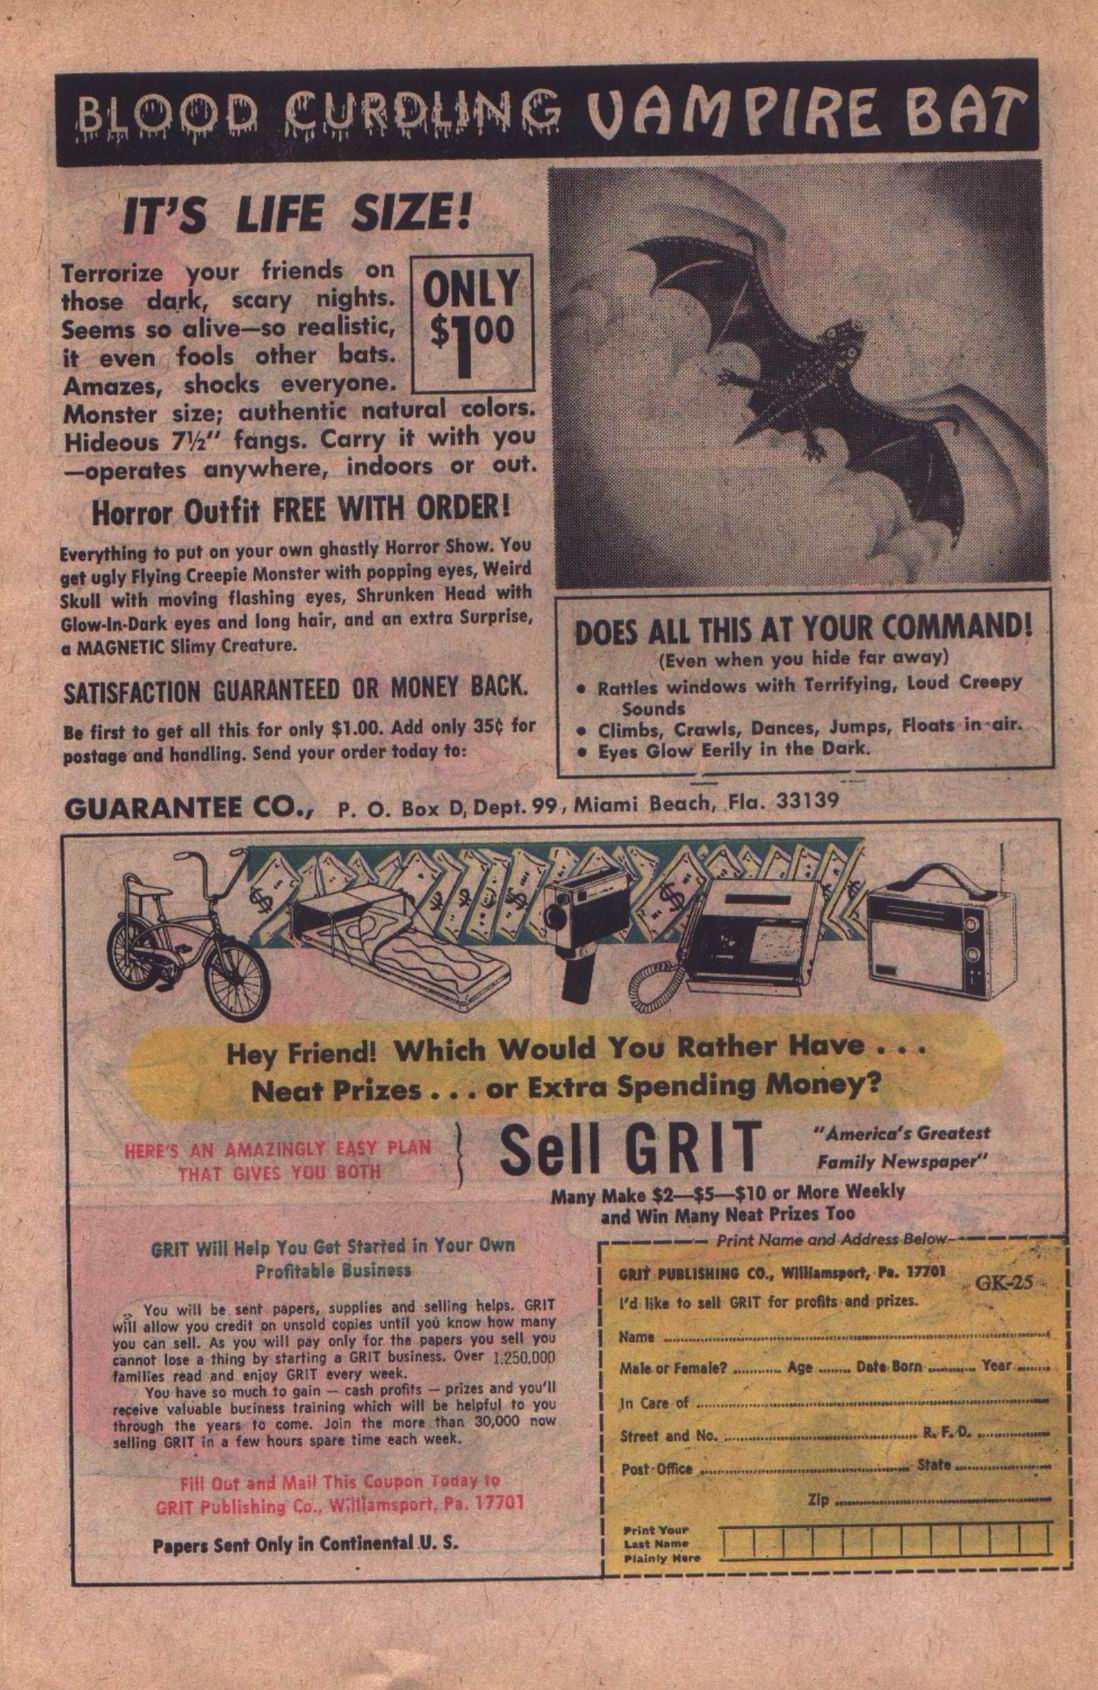 BLOOD CURDLING VAMPIRE BAT
IT'S LIFE SIZE!
Terrorize your friends on
those dark, scary nights.
Seems so alive—so realistic,
it even fools other bats.
Amazes, shocks everyone.
Monster size; authentic natural colors.
Hideous 7½" fangs. Carry it with you
—operates anywhere, indoors or out.
ONLY
$1.00
Horror Outfit FREE WITH ORDER!
Everything to put on your own ghastly Horror Show. You
get ugly Flying Creepie Monster with popping eyes, Weird
Skull with moving flashing eyes, Shrunken Head with
Glow-In-Dark eyes and long hair, and an extra Surprise,
a MAGNETIC Slimy Creature.
SATISFACTION GUARANTEED OR MONEY BACK.
Be first to get all this for only $1.00. Add only 35¢ for
postage and handling. Send your order today to:
DOES ALL THIS AT YOUR COMMAND!
(Even when you hide far away)
• Rattles windows with Terrifying, Loud Creepy
Sounds
• Climbs, Crawls, Dances, Jumps, Floats in air.
• Eyes Glow Eerily in the Dark.
GUARANTEE CO., P. O. Box D, Dept. 99, Miami Beach, Fla. 33139
Hey Friend! Which Would You Rather Have . . .
Neat Prizes . . . or Extra Spending Money?
HERE'S AN AMAZINGLY EASY PLAN
THAT GIVES YOU BOTH
Sell GRIT
"America's Greatest
Family Newspaper"
Many Make $2—$5—$10 or More Weekly
and Win Many Neat Prizes Too
GRIT Will Help You Get Started in Your Own
Profitable Business
You will be sent papers, supplies and selling helps. GRIT
will allow you credit on unsold copies until you know how many
you can sell. As you will pay only for the papers you sell you
cannot lose a thing by starting a GRIT business. Over 1,250,000
families read and enjoy GRIT every week.
You have so much to gain — cash profits — prizes and you'll
receive valuable business training which will be helpful to you
through the years to come. Join the more than 30,000 now
selling GRIT in a few hours spare time each week.
Fill Out and Mail This Coupon Today to
GRIT Publishing Co., Williamsport, Pa. 17701
Papers Sent Only in Continental U. S.
Print Name and Address Below
GRIT PUBLISHING CO., Williamsport, Pa. 17701
GK-25
I'd like to sell GRIT for profits and prizes.
Name
Male or Female? Age Date Born Year
In Care of
Street and No. R. F. D.
Post Office State
Zip
Print Your
Last Name
Plainly Here